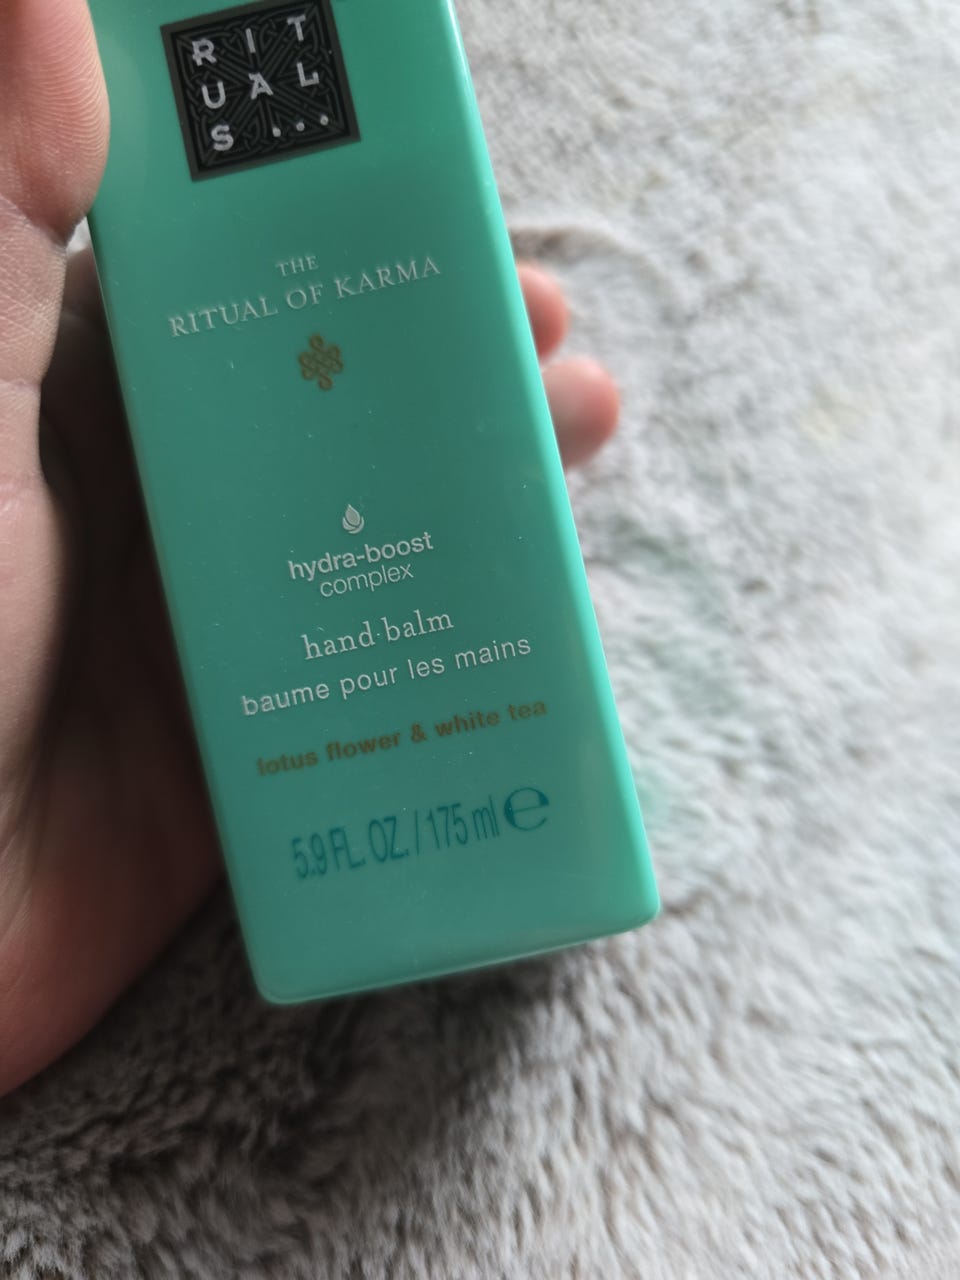 RIT
UAL
S...
THE
RITUAL OF KARMA
hydra-boost
complex
hand balm
baume pour les mains
lotus flower & white tea
5.9 FL. OZ. / 175 ml ℮